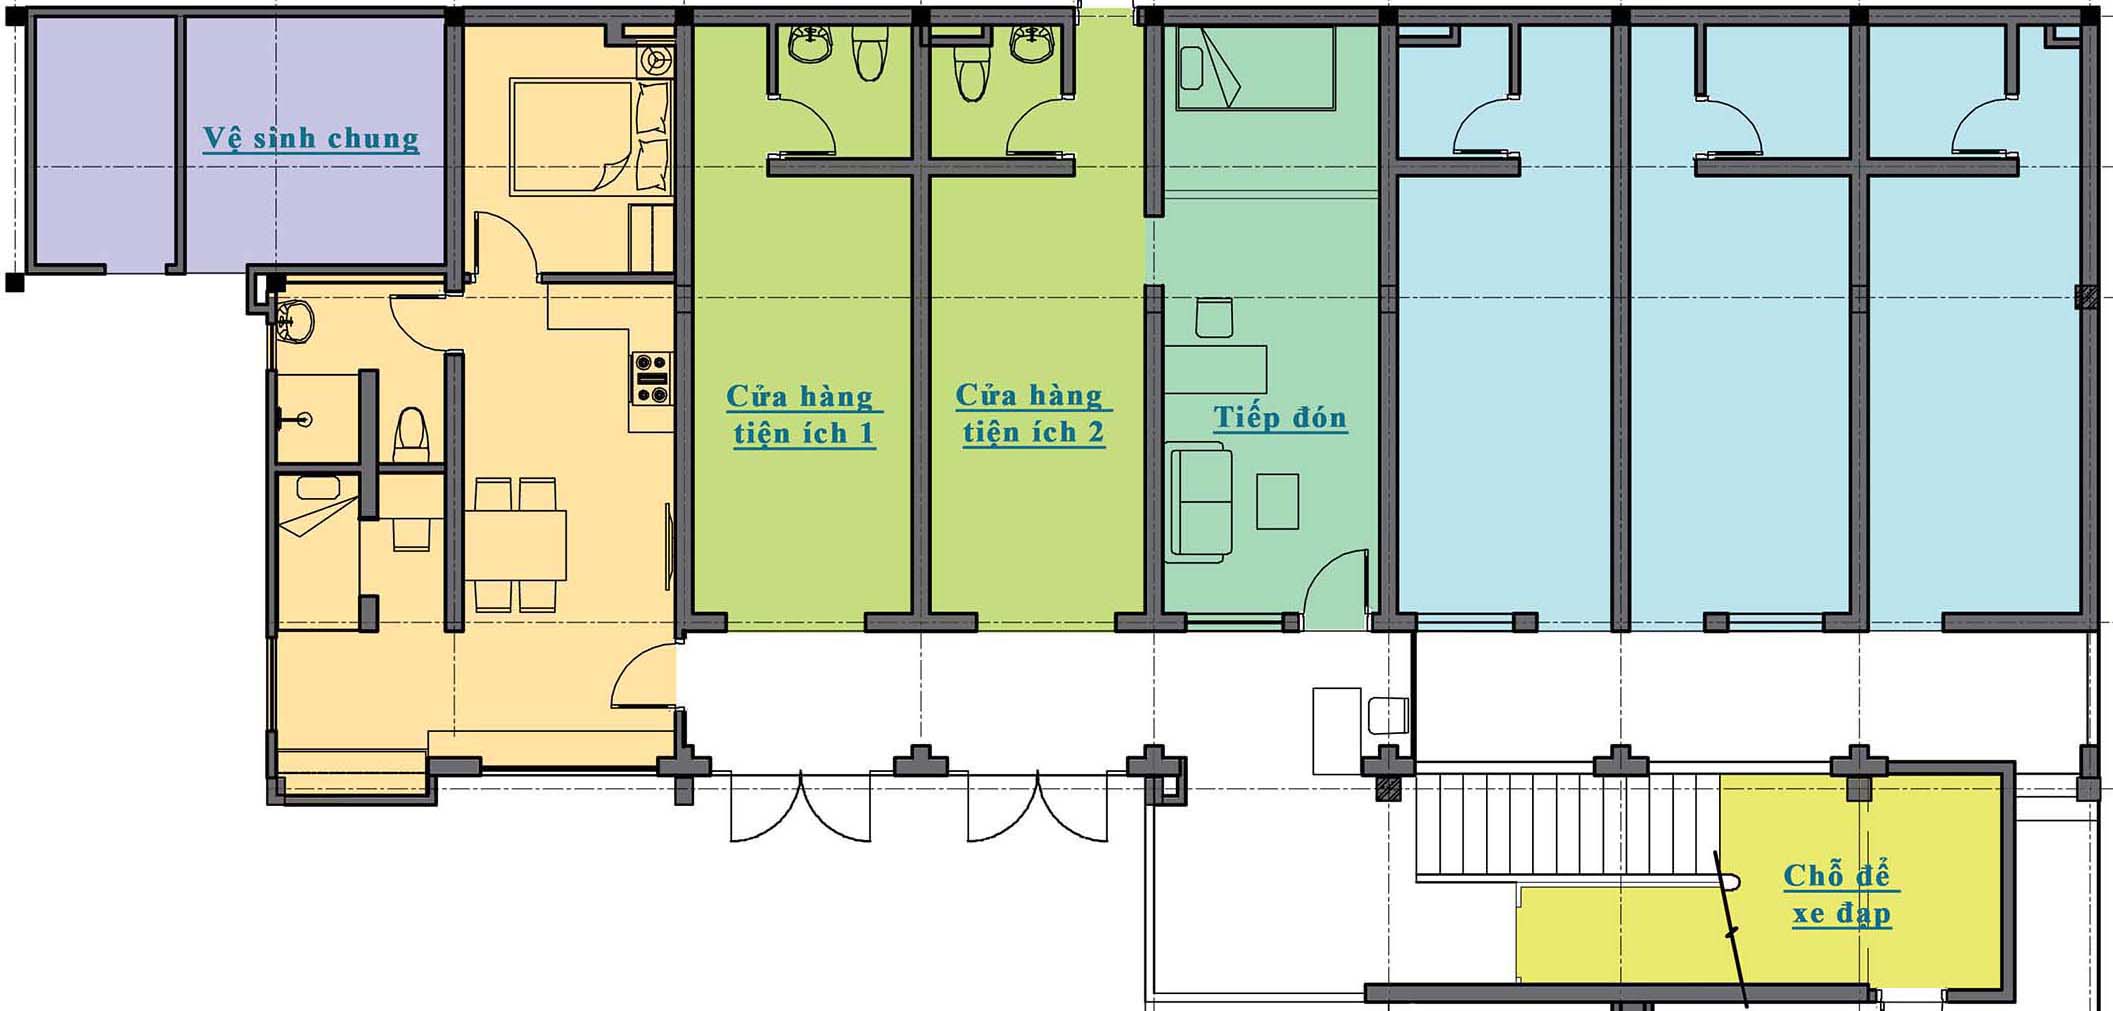 Vệ sinh chung
Cửa hàng
tiện ích 1
Cửa hàng
tiện ích 2
Tiếp đón
Chỗ để
xe đạp